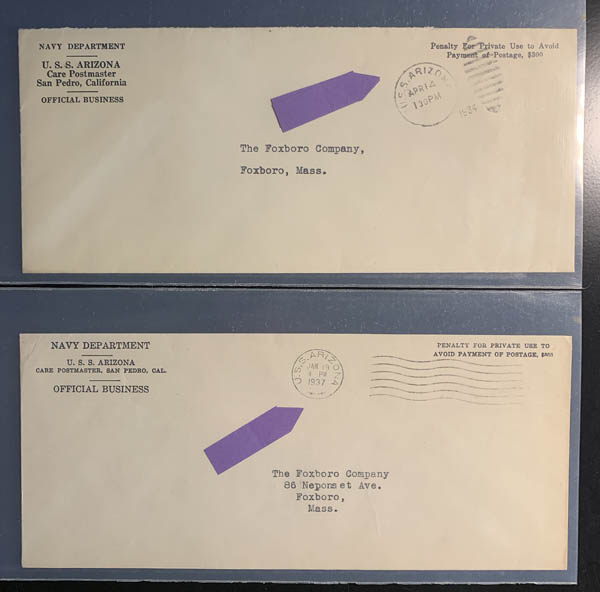 NAVY DEPARTMENT
U. S. S. ARIZONA
Care Postmaster
San Pedro, California
OFFICIAL BUSINESS
Penalty For Private Use to Avoid
Payment of Postage, $300
U.S.S. ARIZONA
APR 14
1 30 PM
1934
The Foxboro Company,
Foxboro, Mass.
NAVY DEPARTMENT
U. S. S. ARIZONA
CARE POSTMASTER, SAN PEDRO, CAL.
OFFICIAL BUSINESS
U.S.S. ARIZONA
JAN 19
PM
1937
PENALTY FOR PRIVATE USE TO
AVOID PAYMENT OF POSTAGE, $300
The Foxboro Company
86 Neponset Ave.
Foxboro,
Mass.